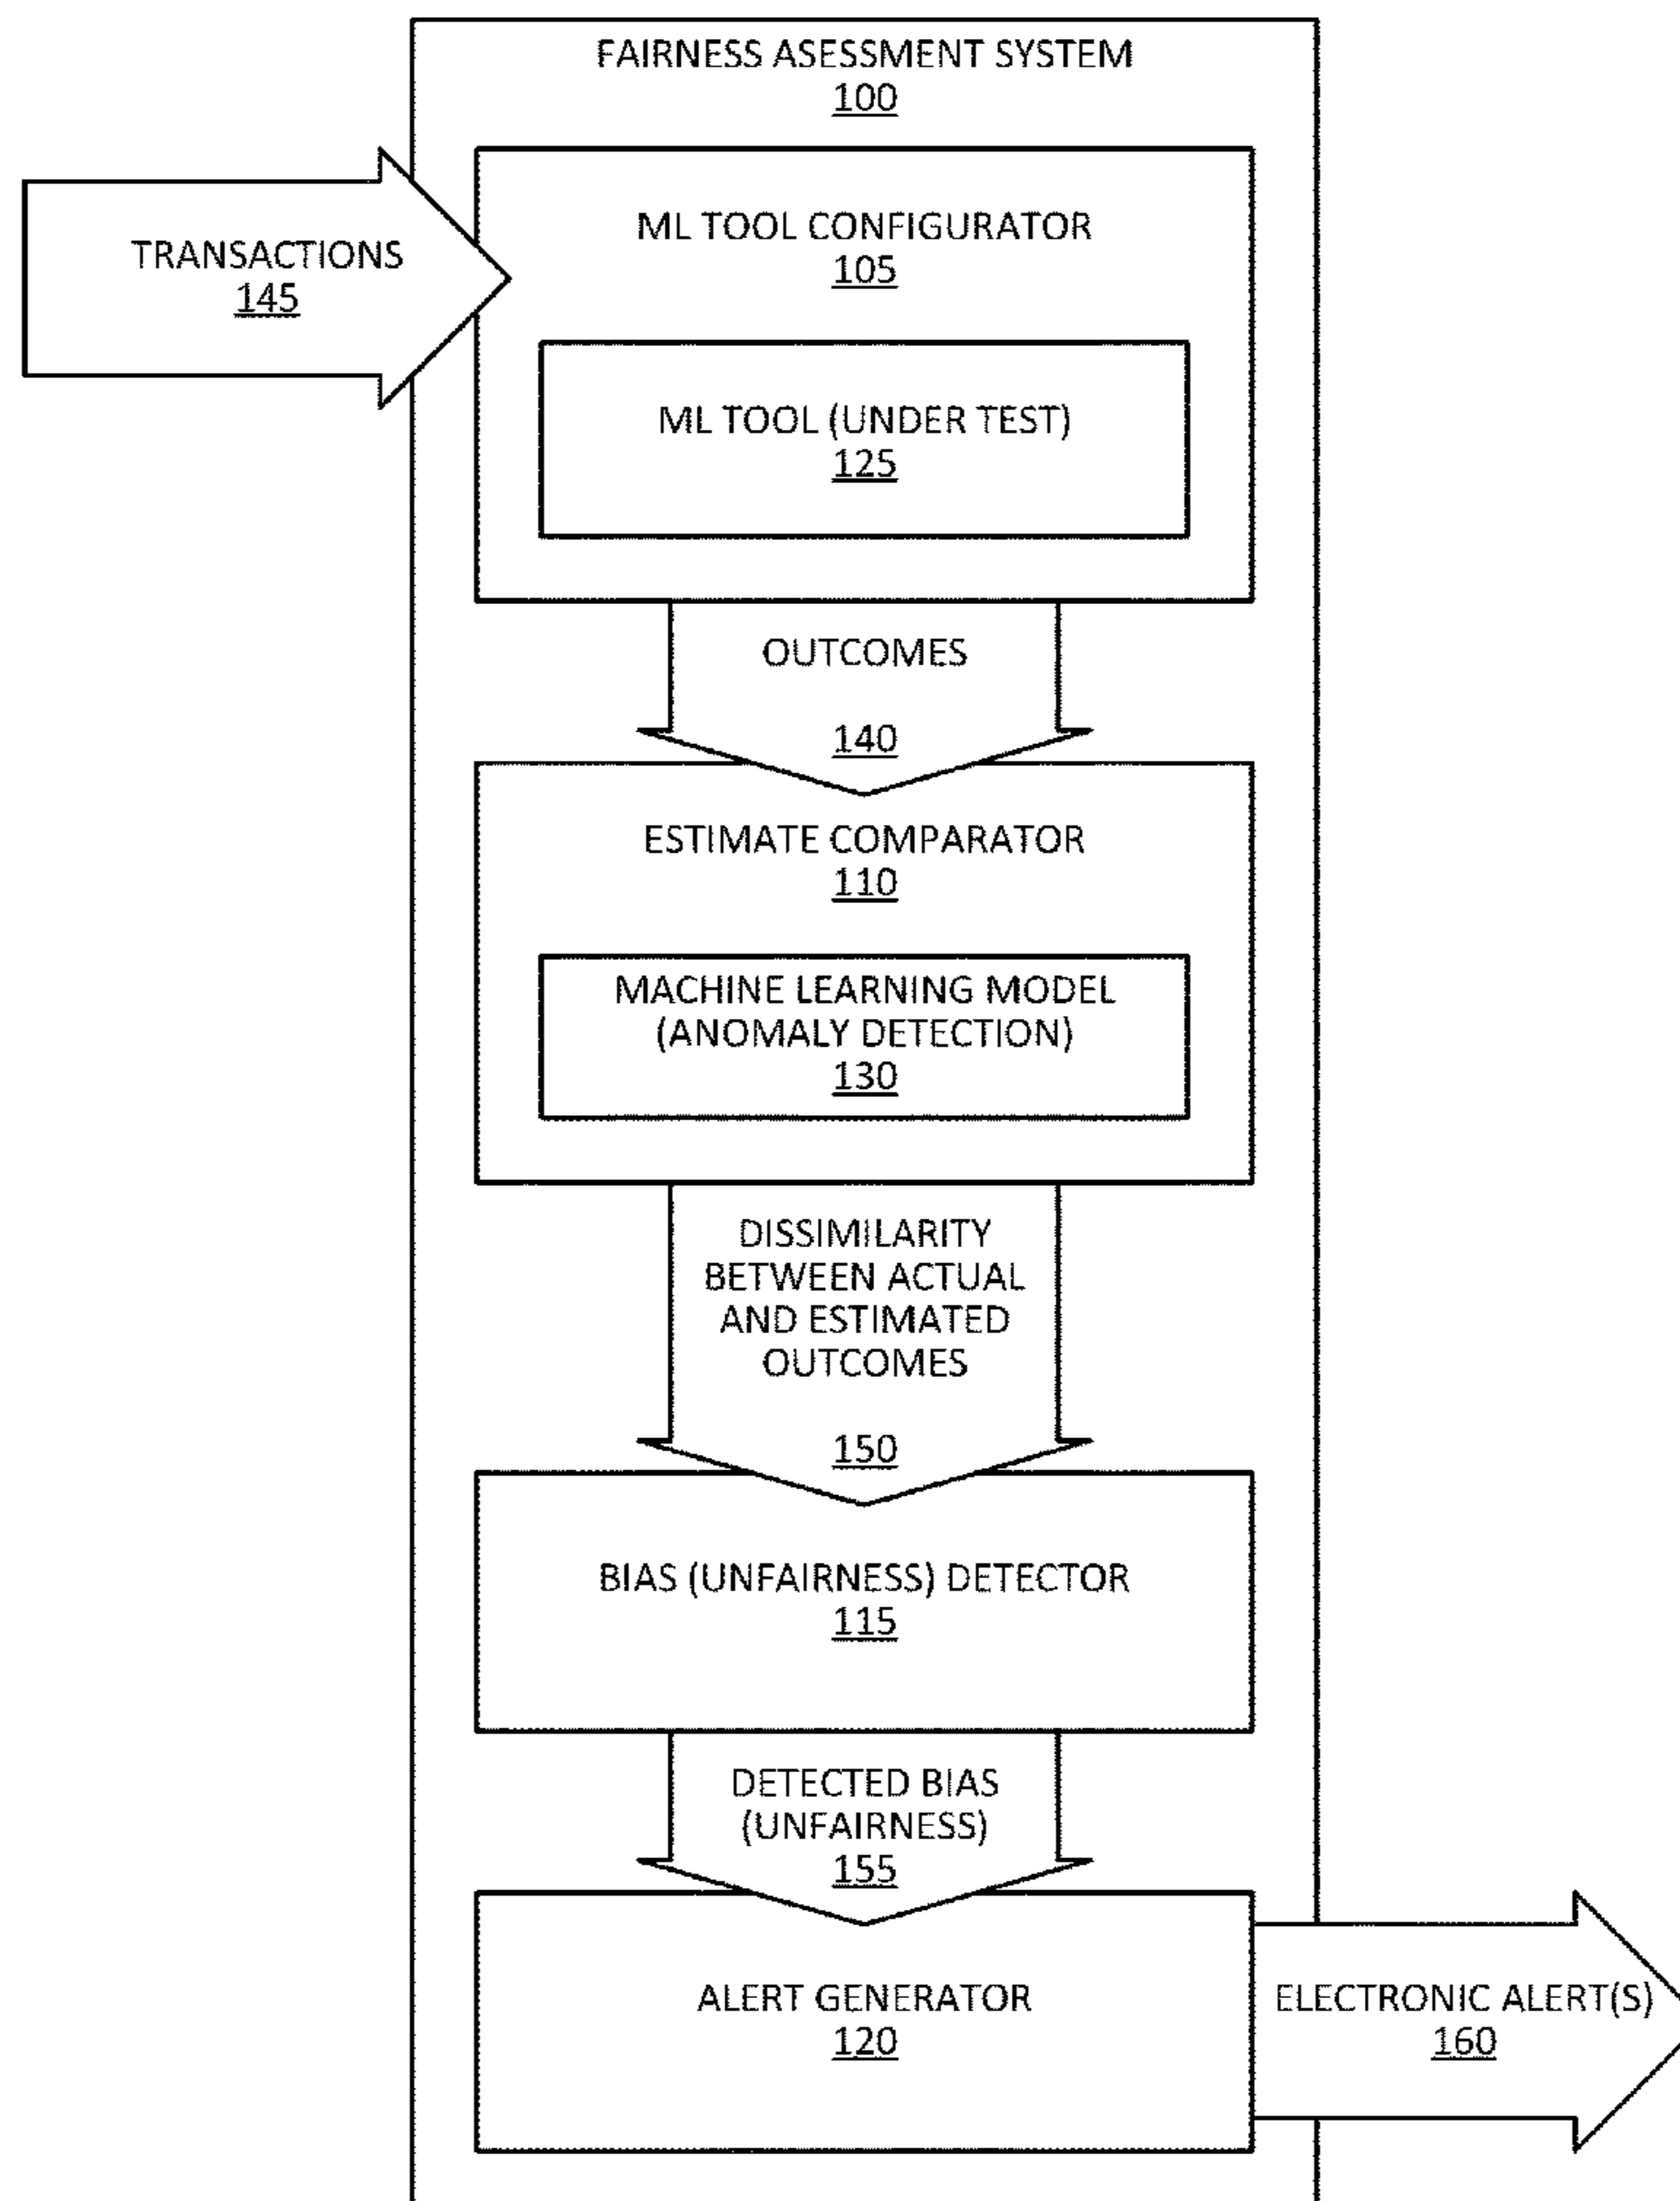 FAIRNESS ASESSMENT SYSTEM
100
TRANSACTIONS
145
ML TOOL CONFIGURATOR
105
ML TOOL (UNDER TEST)
125
OUTCOMES
140
ESTIMATE COMPARATOR
110
MACHINE LEARNING MODEL
(ANOMALY DETECTION)
130
DISSIMILARITY
BETWEEN ACTUAL
AND ESTIMATED
OUTCOMES
150
BIAS (UNFAIRNESS) DETECTOR
115
DETECTED BIAS
(UNFAIRNESS)
155
ALERT GENERATOR
120
ELECTRONIC ALERT(S)
160